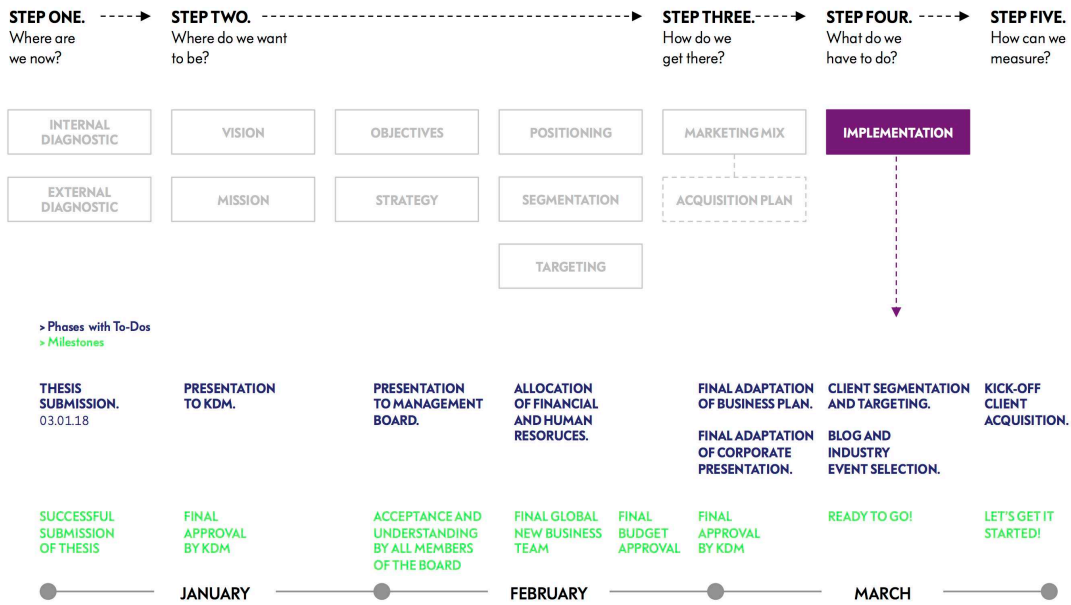 STEP ONE.
Where are
we now?
STEP TWO.
Where do we want
to be?
STEP THREE.
How do we
get there?
STEP FOUR.
What do we
have to do?
STEP FIVE.
How can we
measure?
INTERNAL
DIAGNOSTIC
VISION
OBJECTIVES
POSITIONING
MARKETING MIX
IMPLEMENTATION
EXTERNAL
DIAGNOSTIC
MISSION
STRATEGY
SEGMENTATION
ACQUISITION PLAN
TARGETING
> Phases with To-Dos
> Milestones
THESIS
SUBMISSION.
03.01.18
PRESENTATION
TO KDM.
PRESENTATION
TO MANAGEMENT
BOARD.
ALLOCATION
OF FINANCIAL
AND HUMAN
RESORUCES.
FINAL ADAPTATION
OF BUSINESS PLAN.
FINAL ADAPTATION
OF CORPORATE
PRESENTATION.
CLIENT SEGMENTATION
AND TARGETING.
BLOG AND
INDUSTRY
EVENT SELECTION.
KICK-OFF
CLIENT
ACQUISITION.
SUCCESSFUL
SUBMISSION
OF THESIS
FINAL
APPROVAL
BY KDM
ACCEPTANCE AND
UNDERSTANDING
BY ALL MEMBERS
OF THE BOARD
FINAL GLOBAL
NEW BUSINESS
TEAM
FINAL
BUDGET
APPROVAL
FINAL
APPROVAL
BY KDM
READY TO GO!
LET'S GET IT
STARTED!
JANUARY
FEBRUARY
MARCH